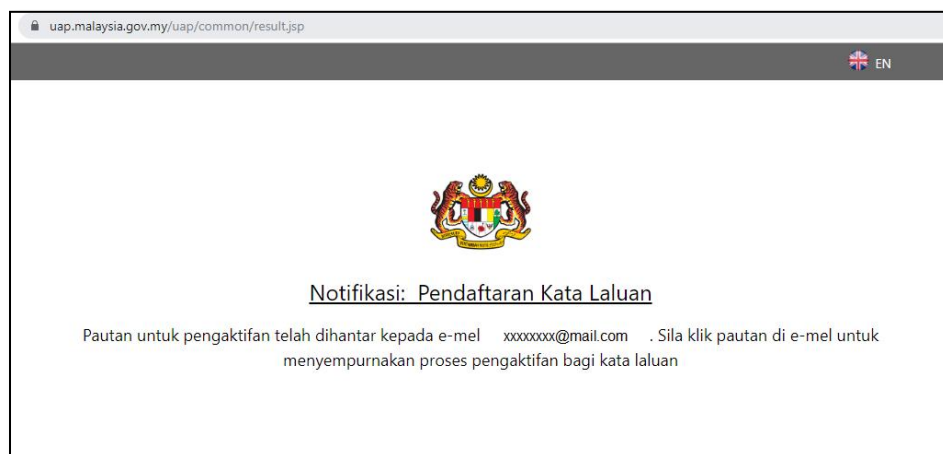 uap.malaysia.gov.my/uap/common/result.jsp
EN
Notifikasi: Pendaftaran Kata Laluan
Pautan untuk pengaktifan telah dihantar kepada e-mel xxxxxxxx@mail.com . Sila klik pautan di e-mel untuk
menyempurnakan proses pengaktifan bagi kata laluan